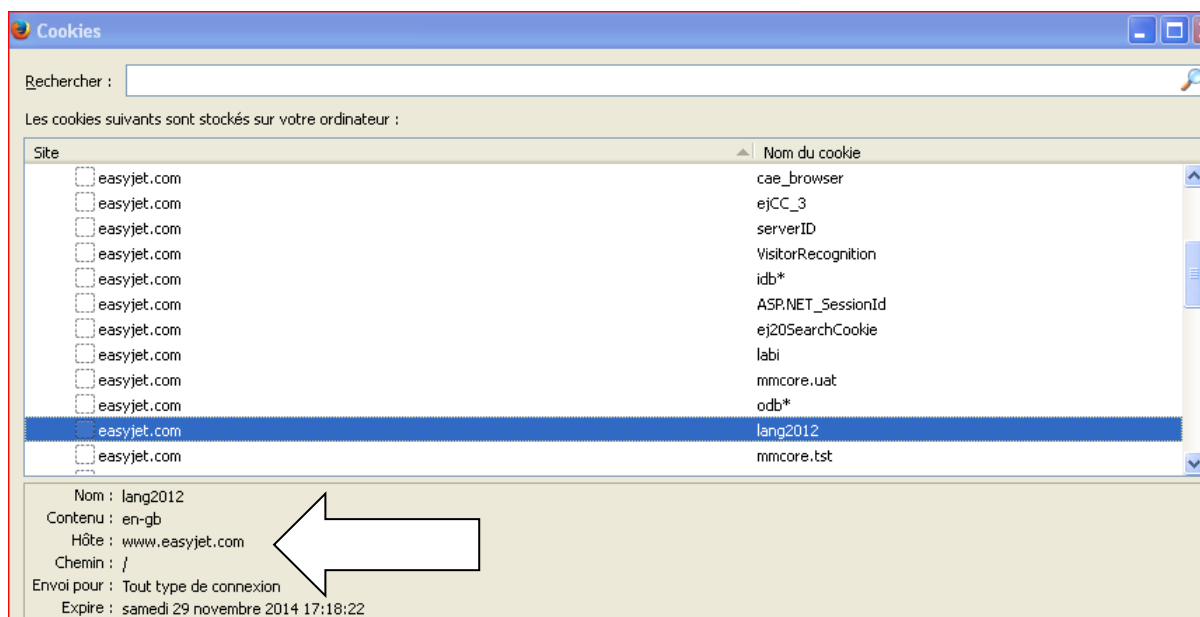 Cookies
Rechercher :
Les cookies suivants sont stockés sur votre ordinateur :
Site Nom du cookie
easyjet.com cae_browser
easyjet.com ejCC_3
easyjet.com serverID
easyjet.com VisitorRecognition
easyjet.com idb*
easyjet.com ASP.NET_SessionId
easyjet.com ej20SearchCookie
easyjet.com labi
easyjet.com mmcore.uat
easyjet.com odb*
easyjet.com lang2012
easyjet.com mmcore.tst
Nom : lang2012
Contenu : en-gb
Hôte : www.easyjet.com
Chemin : /
Envoi pour : Tout type de connexion
Expire : samedi 29 novembre 2014 17:18:22